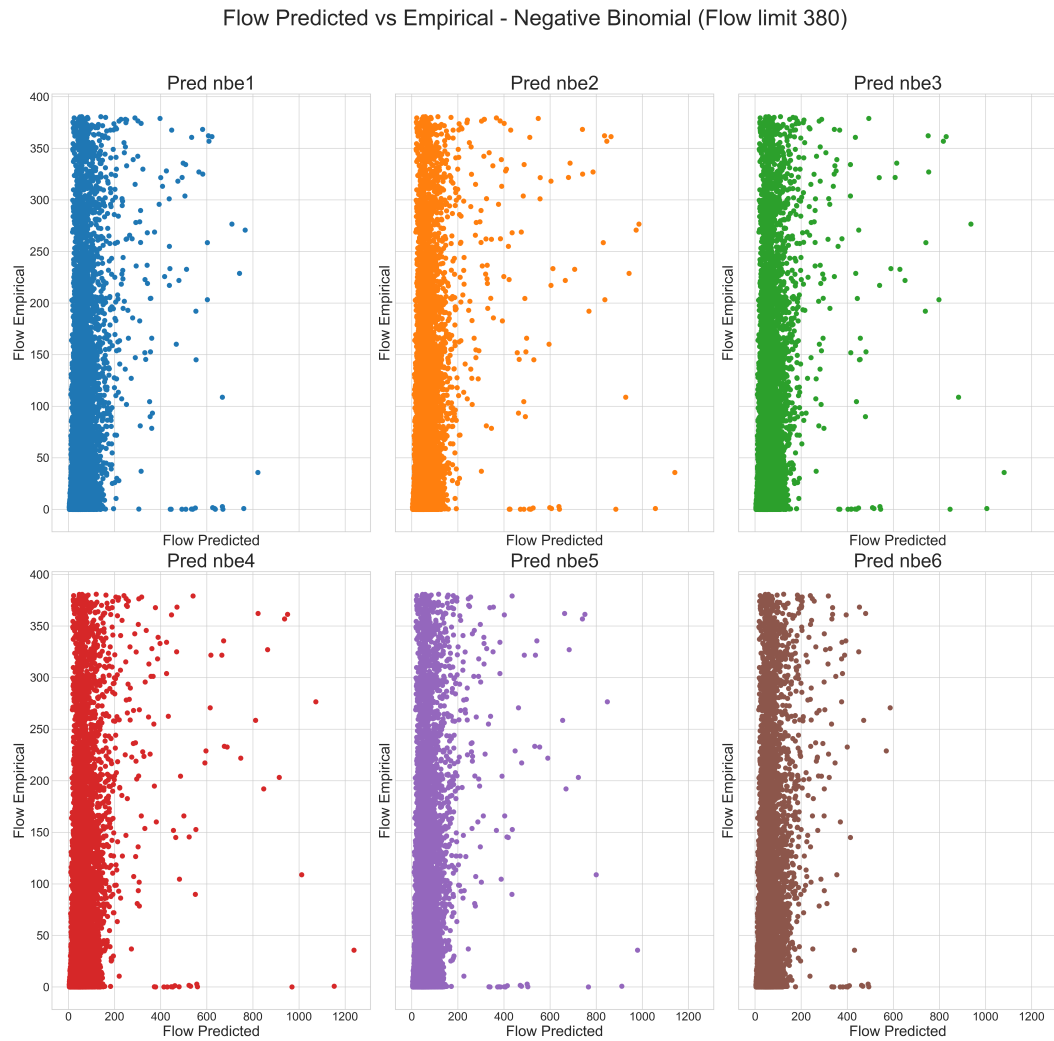 Flow Predicted vs Empirical - Negative Binomial (Flow limit 380)
Pred nbe1
Pred nbe2
Pred nbe3
400
350
300
250
200
150
100
50
0
Flow Empirical
Flow Empirical
Flow Empirical
Flow Predicted
Flow Predicted
Flow Predicted
Pred nbe4
Pred nbe5
Pred nbe6
400
350
300
250
200
150
100
50
0
Flow Empirical
Flow Empirical
Flow Empirical
0 200 400 600 800 1000 1200
0 200 400 600 800 1000 1200
0 200 400 600 800 1000 1200
Flow Predicted
Flow Predicted
Flow Predicted